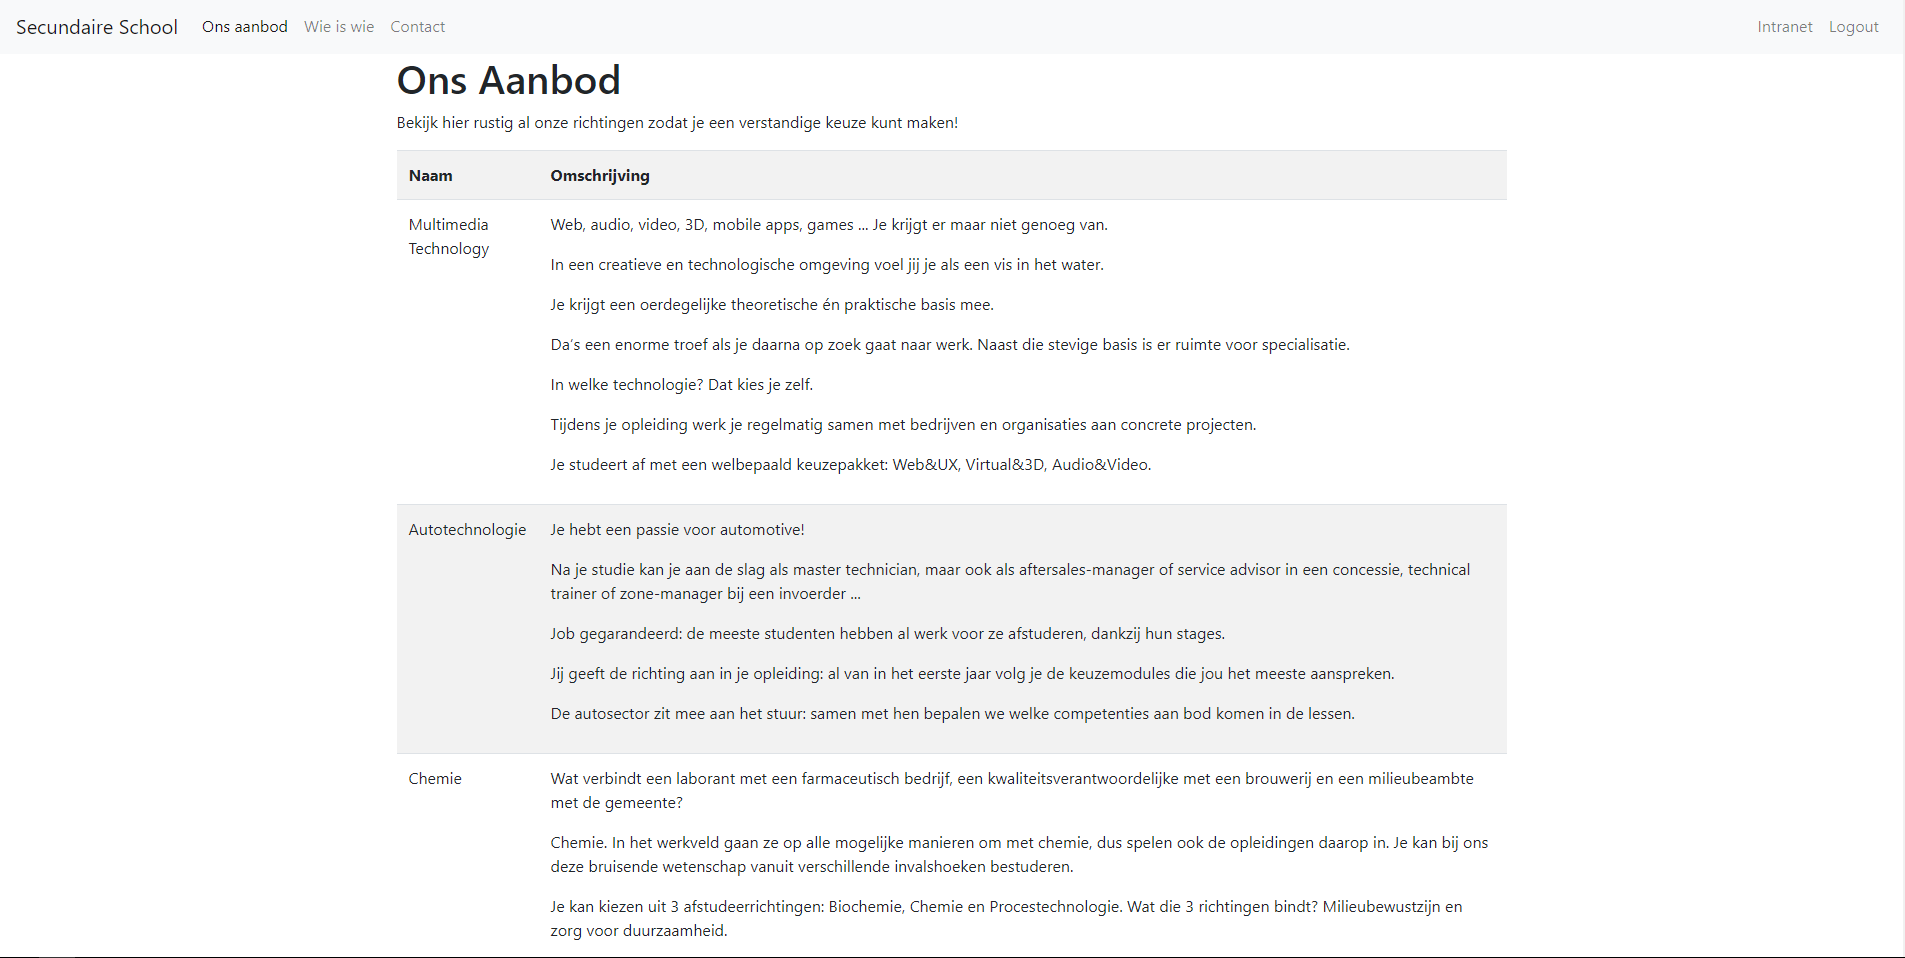 Secundaire School Ons aanbod Wie is wie Contact Intranet Logout
Ons Aanbod
Bekijk hier rustig al onze richtingen zodat je een verstandige keuze kunt maken!
Naam Omschrijving
Multimedia Technology
Web, audio, video, 3D, mobile apps, games ... Je krijgt er maar niet genoeg van.
In een creatieve en technologische omgeving voel jij je als een vis in het water.
Je krijgt een oerdegelijke theoretische én praktische basis mee.
Da's een enorme troef als je daarna op zoek gaat naar werk. Naast die stevige basis is er ruimte voor specialisatie.
In welke technologie? Dat kies je zelf.
Tijdens je opleiding werk je regelmatig samen met bedrijven en organisaties aan concrete projecten.
Je studeert af met een welbepaald keuzepakket: Web&UX, Virtual&3D, Audio&Video.
Autotechnologie
Je hebt een passie voor automotive!
Na je studie kan je aan de slag als master technician, maar ook als aftersales-manager of service advisor in een concessie, technical
trainer of zone-manager bij een invoerder ...
Job gegarandeerd: de meeste studenten hebben al werk voor ze afstuderen, dankzij hun stages.
Jij geeft de richting aan in je opleiding: al van in het eerste jaar volg je de keuzemodules die jou het meeste aanspreken.
De autosector zit mee aan het stuur: samen met hen bepalen we welke competenties aan bod komen in de lessen.
Chemie
Wat verbindt een laborant met een farmaceutisch bedrijf, een kwaliteitsverantwoordelijke met een brouwerij en een milieubeambte
met de gemeente?
Chemie. In het werkveld gaan ze op alle mogelijke manieren om met chemie, dus spelen ook de opleidingen daarop in. Je kan bij ons
deze bruisende wetenschap vanuit verschillende invalshoeken bestuderen.
Je kan kiezen uit 3 afstudeerrichtingen: Biochemie, Chemie en Procestechnologie. Wat die 3 richtingen bindt? Milieubewustzijn en
zorg voor duurzaamheid.